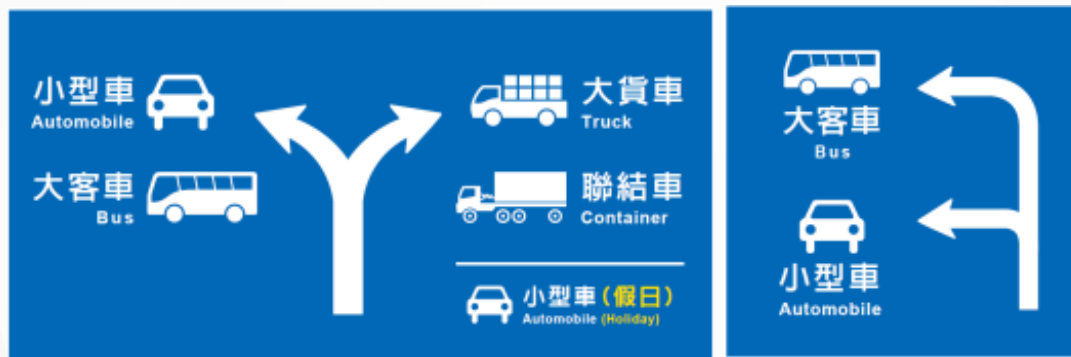 小型車
Automobile
大客車
Bus
大貨車
Truck
聯結車
Container
小型車(假日)
Automobile (Holiday)
大客車
Bus
小型車
Automobile